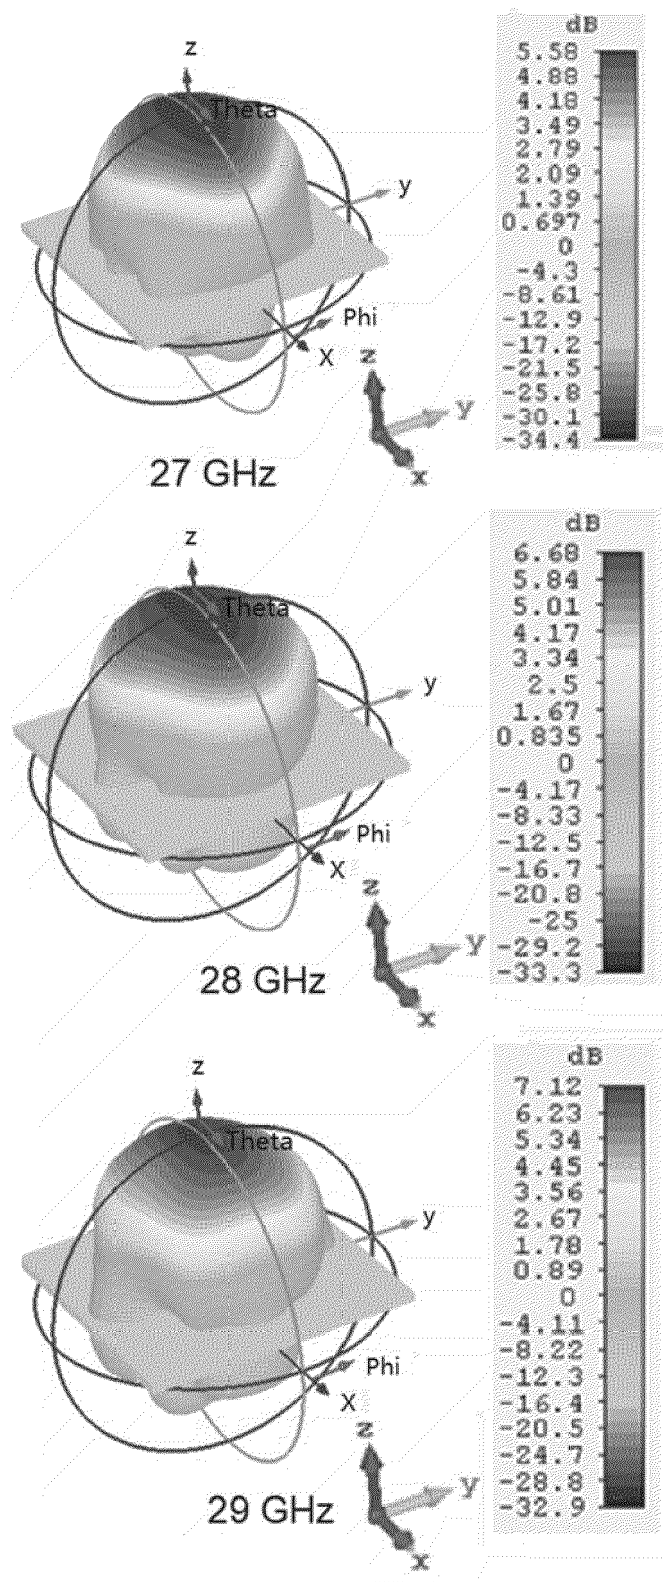 z
Theta
y
Phi
X
z
y
x
27 GHz
dB
5.58
4.88
4.18
3.49
2.79
2.09
1.39
0.697
0
-4.3
-8.61
-12.9
-17.2
-21.5
-25.8
-30.1
-34.4
z
Theta
y
Phi
X
z
y
x
28 GHz
dB
6.68
5.84
5.01
4.17
3.34
2.5
1.67
0.835
0
-4.17
-8.33
-12.5
-16.7
-20.8
-25
-29.2
-33.3
z
Theta
y
Phi
X
z
y
x
29 GHz
dB
7.12
6.23
5.34
4.45
3.56
2.67
1.78
0.89
0
-4.11
-8.22
-12.3
-16.4
-20.5
-24.7
-28.8
-32.9